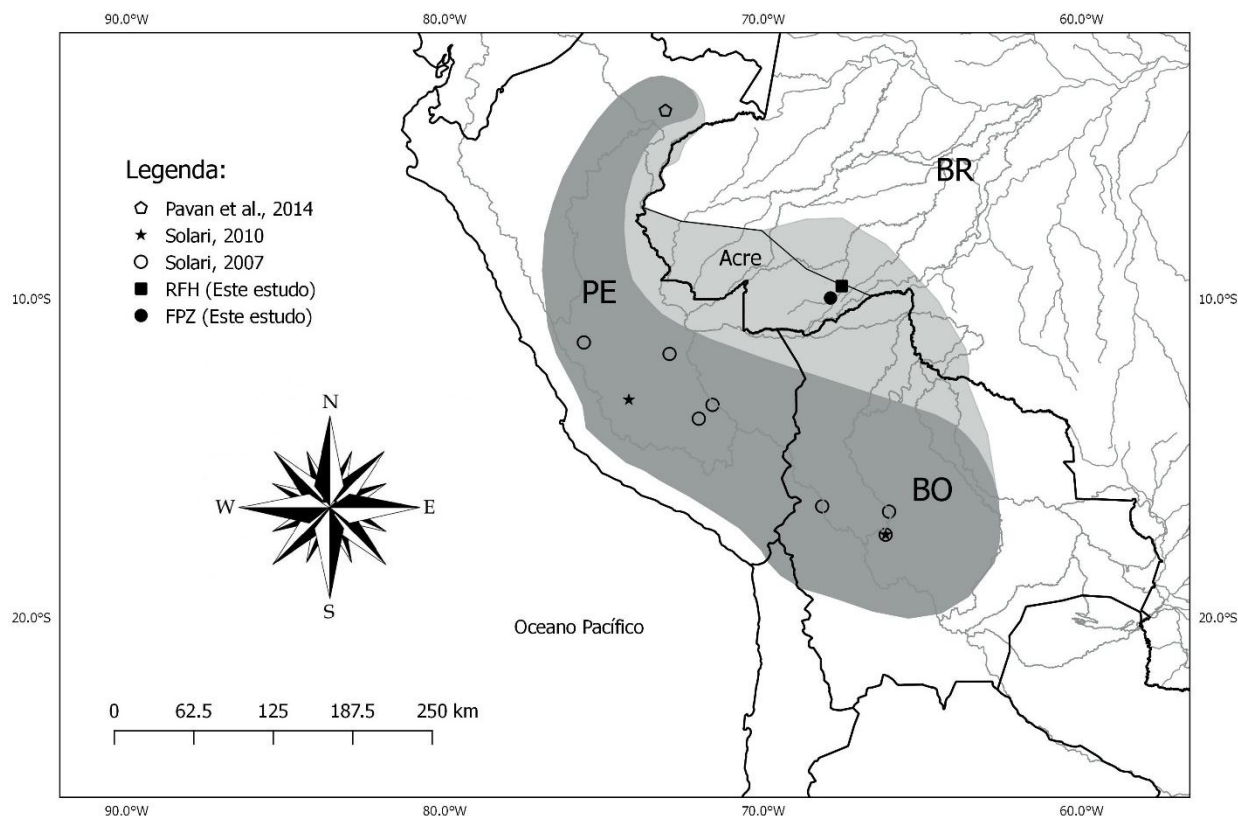 90.0°W 80.0°W 70.0°W 60.0°W
BR
Legenda:
Pavan et al., 2014
Solari, 2010
Solari, 2007
RFH (Este estudo)
FPZ (Este estudo)
Acre
PE
10.0°S 10.0°S
N
W E
S
BO
20.0°S 20.0°S
Oceano Pacífico
0 62.5 125 187.5 250 km
90.0°W 80.0°W 70.0°W 60.0°W